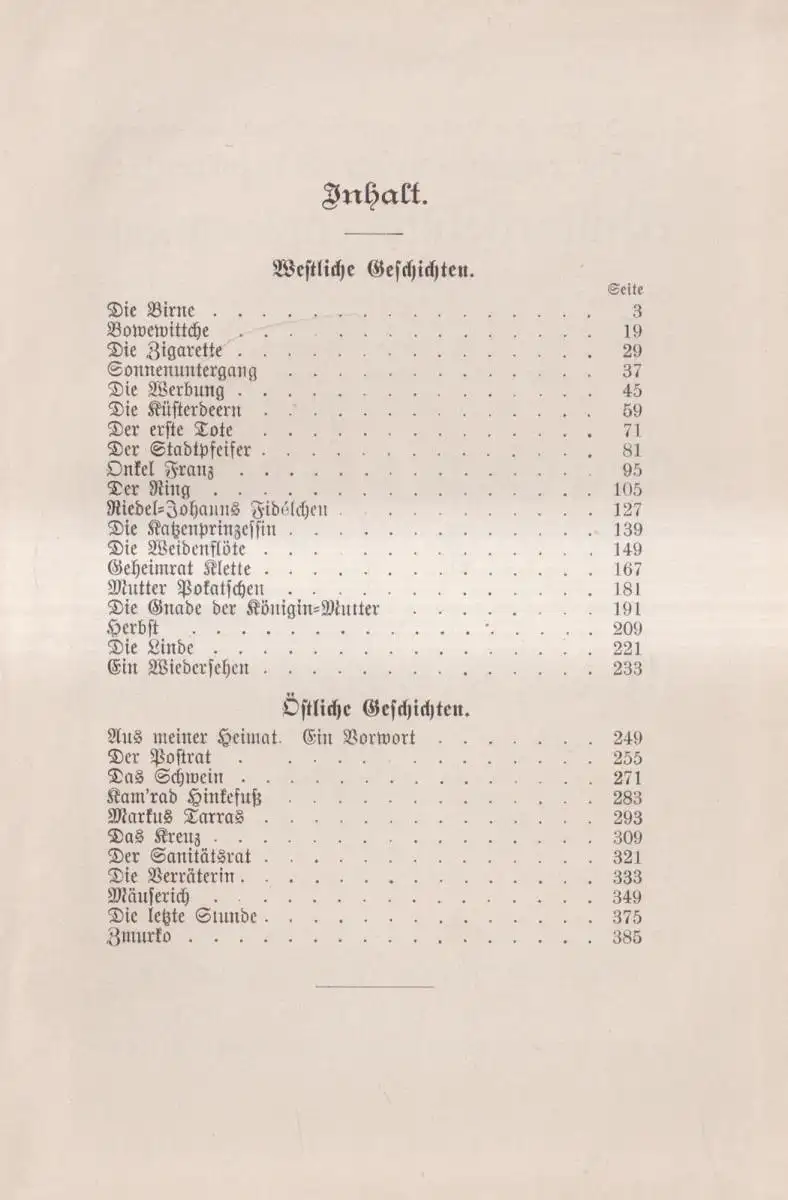 Inhalt.
Westliche Geschichten.
Seite
Die Birne . . . . . . . . . . . . . . . . 3
Bowewittche . . . . . . . . . . . . . . . 19
Die Zigarette . . . . . . . . . . . . . . . 29
Sonnenuntergang . . . . . . . . . . . . . 37
Die Werbung . . . . . . . . . . . . . . . 45
Die Küsterdeern . . . . . . . . . . . . . . 59
Der erste Tote . . . . . . . . . . . . . . 71
Der Stadtpfeifer . . . . . . . . . . . . . . 81
Onkel Franz . . . . . . . . . . . . . . . 95
Der Ring . . . . . . . . . . . . . . . . 105
Riedel-Johanns Fidélchen . . . . . . . . . . . 127
Die Katzenprinzessin . . . . . . . . . . . . . 139
Die Weidenflöte . . . . . . . . . . . . . . 149
Geheimrat Klette . . . . . . . . . . . . . . 167
Mutter Pokatschen . . . . . . . . . . . . . 181
Die Gnade der Königin-Mutter . . . . . . . . 191
Herbst . . . . . . . . . . . . . . . . . 209
Die Linde . . . . . . . . . . . . . . . . 221
Ein Wiedersehen . . . . . . . . . . . . . . 233
Östliche Geschichten.
Aus meiner Heimat. Ein Vorwort . . . . . . . 249
Der Postrat . . . . . . . . . . . . . . . 255
Das Schwein . . . . . . . . . . . . . . . 271
Kam'rad Hinkefuß . . . . . . . . . . . . . 283
Markus Tarras . . . . . . . . . . . . . . 293
Das Kreuz . . . . . . . . . . . . . . . . 309
Der Sanitätsrat . . . . . . . . . . . . . . 321
Die Verräterin . . . . . . . . . . . . . . . 333
Mäuserich . . . . . . . . . . . . . . . . 349
Die letzte Stunde . . . . . . . . . . . . . . 375
Zmurko . . . . . . . . . . . . . . . . . 385